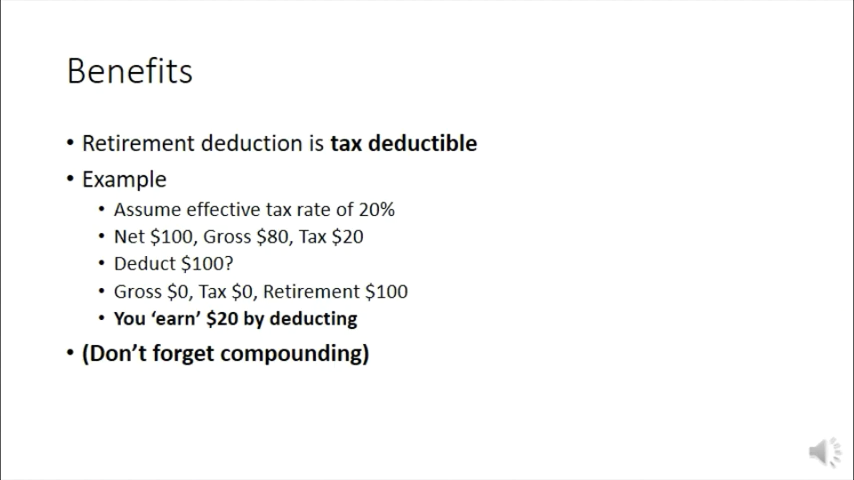 Benefits
• Retirement deduction is tax deductible
• Example
• Assume effective tax rate of 20%
• Net $100, Gross $80, Tax $20
• Deduct $100?
• Gross $0, Tax $0, Retirement $100
• You ‘earn’ $20 by deducting
• (Don’t forget compounding)